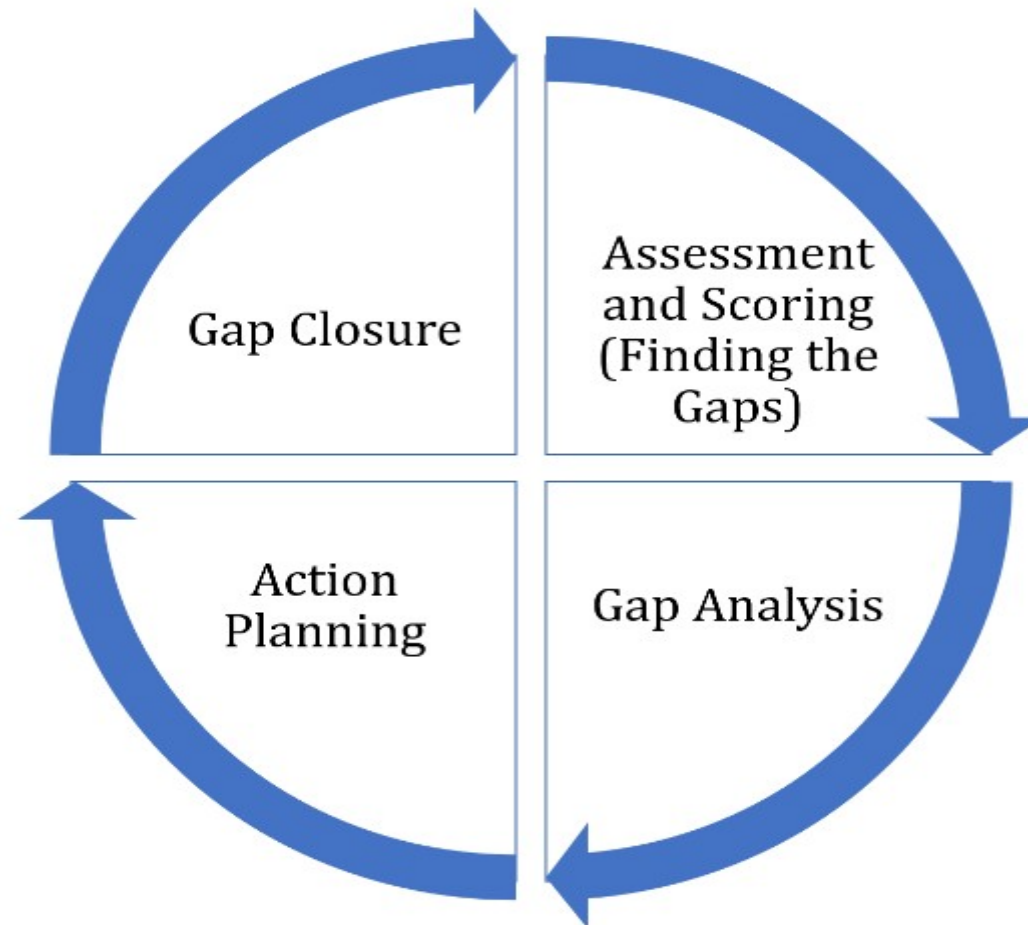 Gap Closure
Assessment
and Scoring
(Finding the
Gaps)
Action
Planning
Gap Analysis